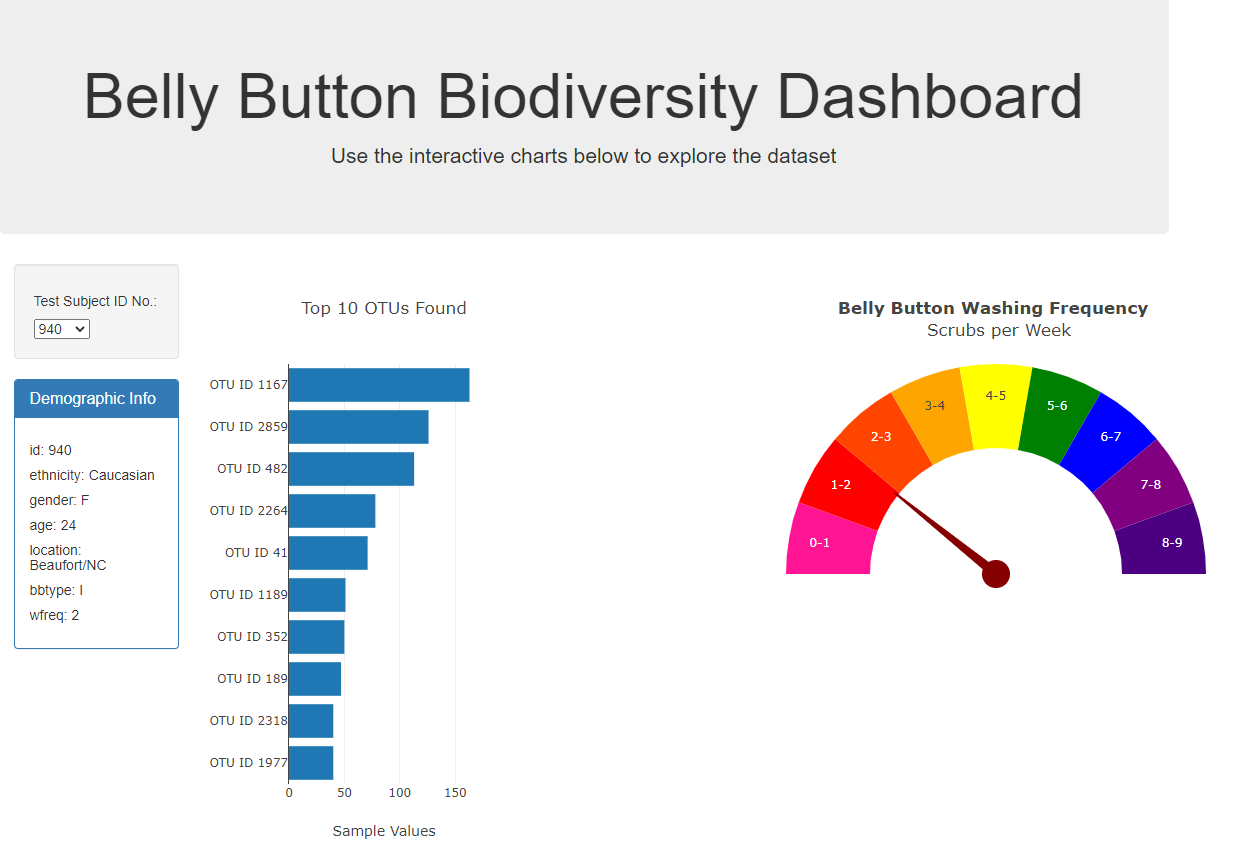 Belly Button Biodiversity Dashboard
Use the interactive charts below to explore the dataset
Test Subject ID No.:
940
Demographic Info
id: 940
ethnicity: Caucasian
gender: F
age: 24
location:
Beaufort/NC
bbtype: I
wfreq: 2
Top 10 OTUs Found
OTU ID 1167
OTU ID 2859
OTU ID 482
OTU ID 2264
OTU ID 41
OTU ID 1189
OTU ID 352
OTU ID 189
OTU ID 2318
OTU ID 1977
0 50 100 150
Sample Values
Belly Button Washing Frequency
Scrubs per Week
0-1
1-2
2-3
3-4
4-5
5-6
6-7
7-8
8-9